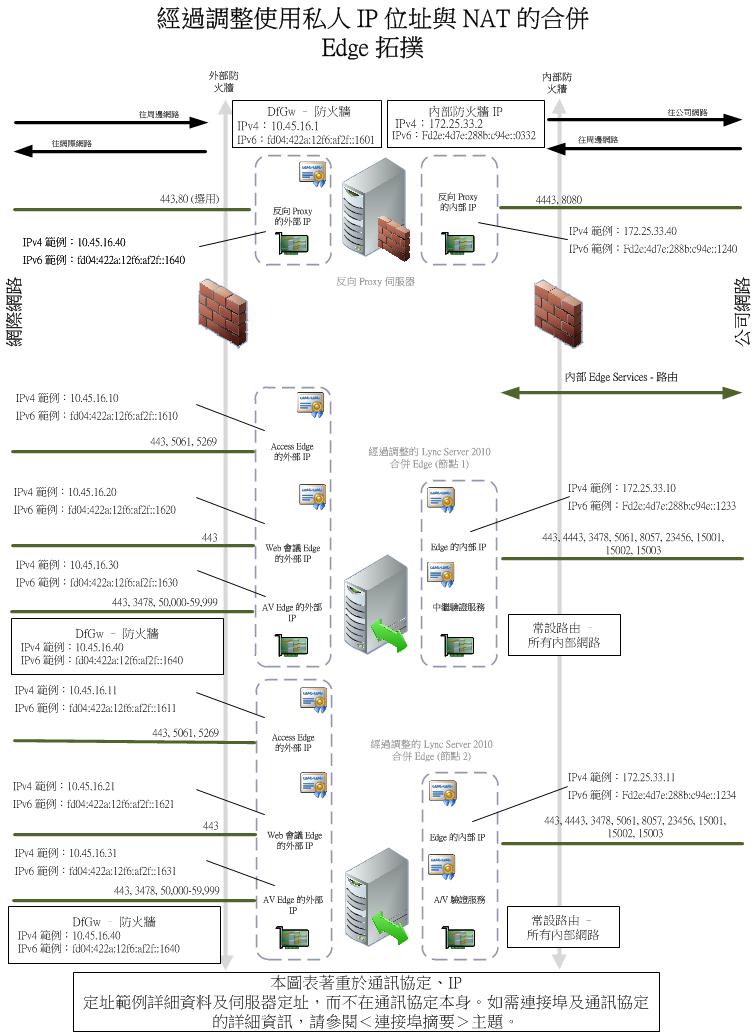 經過調整使用私人 IP 位址與 NAT 的合併
Edge 拓撲
外部防
火牆
內部防
火牆
DfGw – 防火牆
IPv4：10.45.16.1
IPv6：fd04:422a:12f6:af2f::1601
內部防火牆 IP
IPv4：172.25.33.2
IPv6：Fd2e:4d7e:288b:c94e::0332
往周邊網路
往網際網路
往公司網路
往周邊網路
443,80 (選用)
反向 Proxy
的外部 IP
反向 Proxy
的內部 IP
4443, 8080
IPv4 範例：10.45.16.40
IPv6 範例：fd04:422a:12f6:af2f::1640
IPv4 範例：172.25.33.40
IPv6 範例：Fd2e:4d7e:288b:c94e::1240
反向 Proxy 伺服器
網際網路
公司網路
內部 Edge Services - 路由
IPv4 範例：10.45.16.10
IPv6 範例：fd04:422a:12f6:af2f::1610
443, 5061, 5269
Access Edge
的外部 IP
經過調整的 Lync Server 2010
合併 Edge (節點 1)
IPv4 範例：10.45.16.20
IPv6 範例：fd04:422a:12f6:af2f::1620
443
Web 會議 Edge
的外部 IP
IPv4 範例：172.25.33.10
IPv6 範例：Fd2e:4d7e:288b:c94e::1233
Edge 的內部 IP
443, 4443, 3478, 5061, 8057, 23456, 15001,
15002, 15003
IPv4 範例：10.45.16.30
IPv6 範例：fd04:422a:12f6:af2f::1630
443, 3478, 50,000-59,999
AV Edge 的外部
IP
中繼驗證服務
DfGw – 防火牆
IPv4 範例：10.45.16.40
IPv6 範例：fd04:422a:12f6:af2f::1640
常設路由 –
所有內部網路
IPv4 範例：10.45.16.11
IPv6 範例：fd04:422a:12f6:af2f::1611
443, 5061, 5269
Access Edge
的外部 IP
經過調整的 Lync Server 2010
合併 Edge (節點 2)
IPv4 範例：10.45.16.21
IPv6 範例：fd04:422a:12f6:af2f::1621
443
Web 會議 Edge
的外部 IP
IPv4 範例：172.25.33.11
IPv6 範例：Fd2e:4d7e:288b:c94e::1234
Edge 的內部 IP
443, 4443, 3478, 5061, 8057, 23456, 15001,
15002, 15003
IPv4 範例：10.45.16.31
IPv6 範例：fd04:422a:12f6:af2f::1631
443, 3478, 50,000-59,999
AV Edge 的外部
IP
A/V 驗證服務
DfGw – 防火牆
IPv4 範例：10.45.16.40
IPv6 範例：fd04:422a:12f6:af2f::1640
常設路由 –
所有內部網路
本圖表著重於通訊協定、IP
定址範例詳細資料及伺服器定址，而不在通訊協定本身。如需連接埠及通訊協定
的詳細資訊，請參閱＜連接埠摘要＞主題。